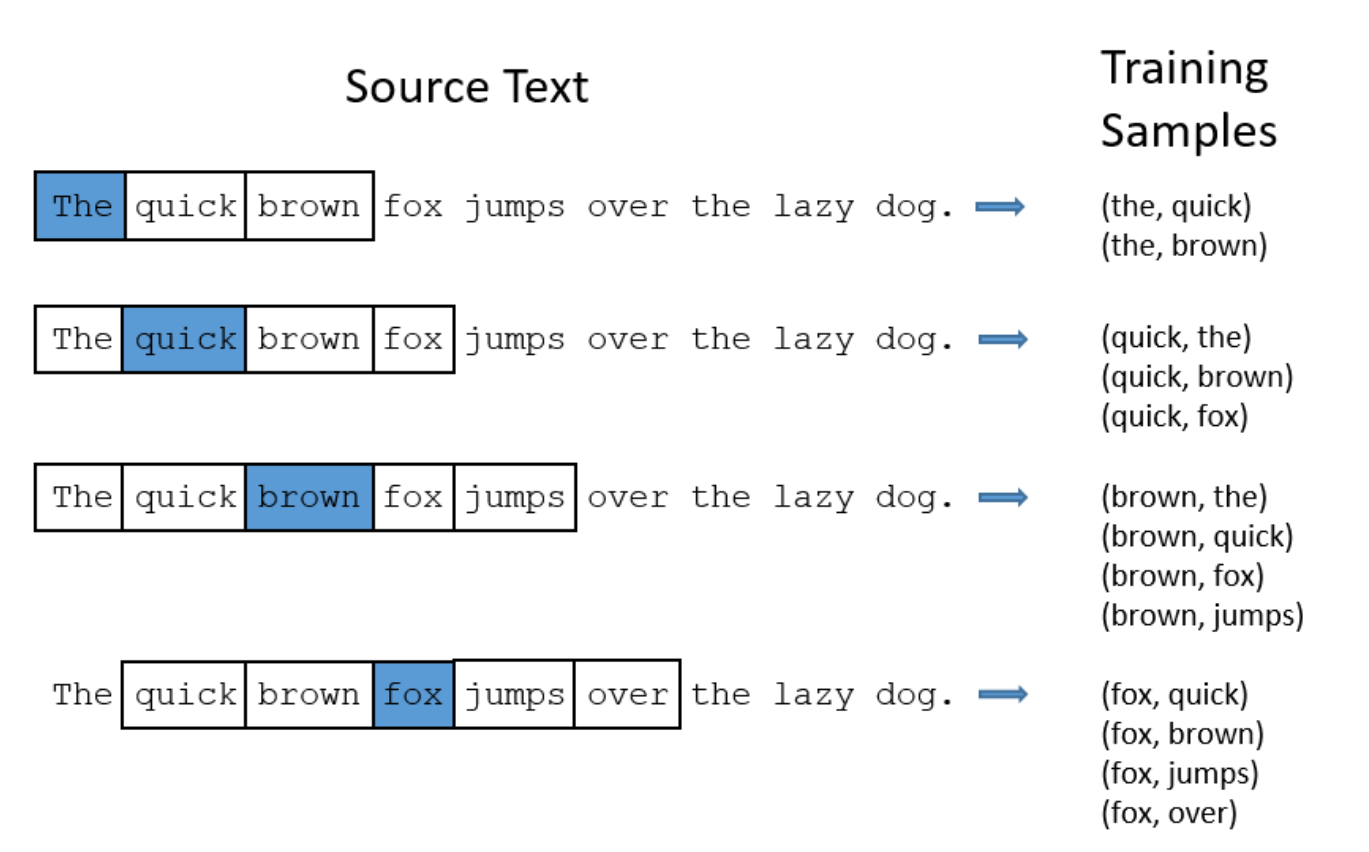 Source Text
Training
Samples
The quick brown fox jumps over the lazy dog.
(the, quick)
(the, brown)
The quick brown fox jumps over the lazy dog.
(quick, the)
(quick, brown)
(quick, fox)
The quick brown fox jumps over the lazy dog.
(brown, the)
(brown, quick)
(brown, fox)
(brown, jumps)
The quick brown fox jumps over the lazy dog.
(fox, quick)
(fox, brown)
(fox, jumps)
(fox, over)